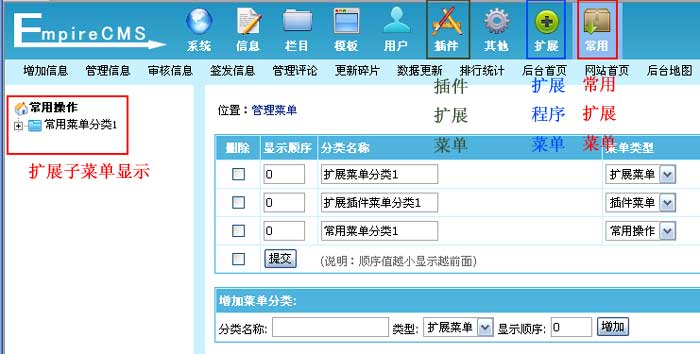 EmpireCMS
系统 信息 栏目 模板 用户 插件 其他 扩展 常用
增加信息 管理信息 审核信息 签发信息 管理评论 更新碎片 数据更新 排行统计 后台首页 网站首页 后台地图
插件 扩展 常用
扩展 程序 扩展
菜单 菜单 菜单
常用操作
常用菜单分类1
扩展子菜单显示
位置：管理菜单
删除 显示顺序 分类名称 菜单类型
0 扩展菜单分类1 扩展菜单
0 扩展插件菜单分类1 插件菜单
0 常用菜单分类1 常用操作
提交 (说明：顺序值越小显示越前面)
增加菜单分类:
分类名称: 类型: 扩展菜单 显示顺序: 0 增加